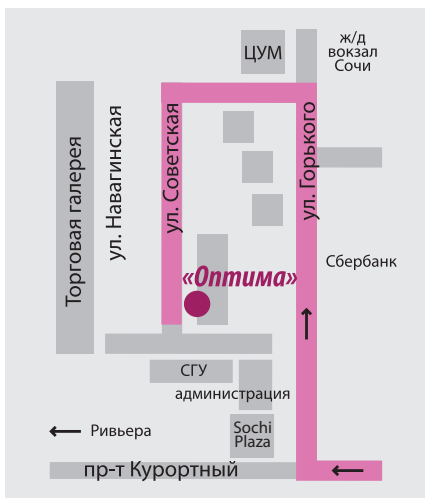 ж/д
вокзал
Сочи
ЦУМ
Торговая галерея
ул. Навагинская
ул. Советская
ул. Горького
Сбербанк
«Оптима»
СГУ
администрация
Sochi
Plaza
Ривьера
пр-т Курортный